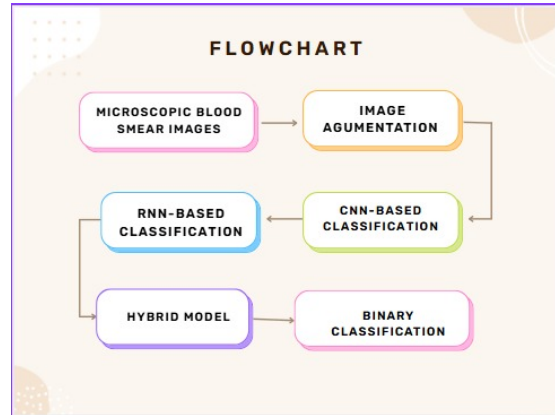 FLOWCHART
MICROSCOPIC BLOOD
SMEAR IMAGES
IMAGE
AGUMENTATION
CNN-BASED
CLASSIFICATION
RNN-BASED
CLASSIFICATION
HYBRID MODEL
BINARY
CLASSIFICATION